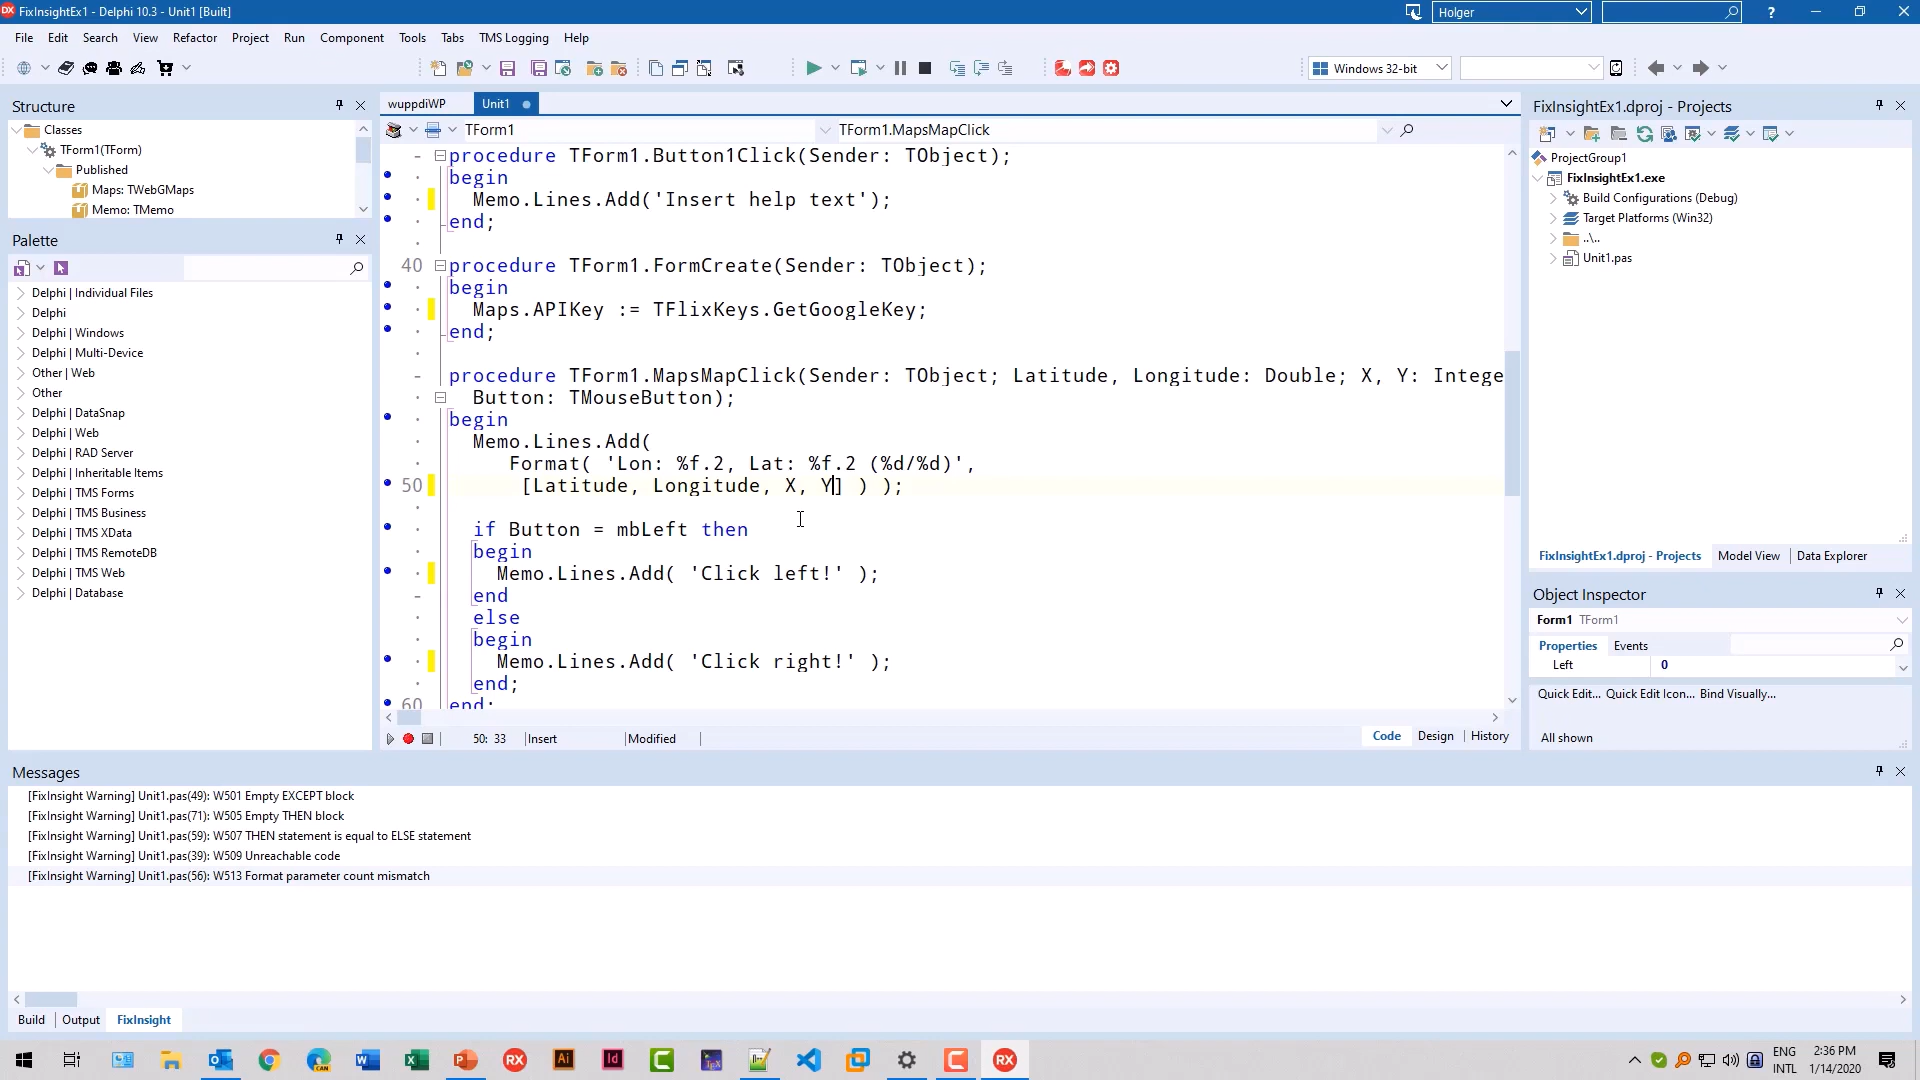 FixInsightEx1 - Delphi 10.3 - Unit1 [Built]
Holger
File Edit Search View Refactor Project Run Component Tools Tabs TMS Logging Help
Windows 32-bit
Structure
Classes
TForm1(TForm)
Published
Maps: TWebGMaps
Memo: TMemo
Palette
Delphi | Individual Files
Delphi
Delphi | Windows
Delphi | Multi-Device
Other | Web
Other
Delphi | DataSnap
Delphi | Web
Delphi | RAD Server
Delphi | Inheritable Items
Delphi | TMS Forms
Delphi | TMS Business
Delphi | TMS XData
Delphi | TMS RemoteDB
Delphi | TMS Web
Delphi | Database
wuppdiWP Unit1
TForm1 TForm1.MapsMapClick
procedure TForm1.Button1Click(Sender: TObject);
begin
Memo.Lines.Add('Insert help text');
end;
40 procedure TForm1.FormCreate(Sender: TObject);
begin
Maps.APIKey := TFlixKeys.GetGoogleKey;
end;
procedure TForm1.MapsMapClick(Sender: TObject; Latitude, Longitude: Double; X, Y: Intege
Button: TMouseButton);
begin
Memo.Lines.Add(
Format( 'Lon: %f.2, Lat: %f.2 (%d/%d)',
50 [Latitude, Longitude, X, Y] ) );
if Button = mbLeft then
begin
Memo.Lines.Add( 'Click left!' );
end
else
begin
Memo.Lines.Add( 'Click right!' );
end;
60 end;
50: 33 Insert Modified
Code Design History
FixInsightEx1.dproj - Projects
ProjectGroup1
FixInsightEx1.exe
Build Configurations (Debug)
Target Platforms (Win32)
..\..
Unit1.pas
FixInsightEx1.dproj - Projects Model View Data Explorer
Object Inspector
Form1 TForm1
Properties Events
Left 0
Quick Edit... Quick Edit Icon... Bind Visually...
All shown
Messages
[FixInsight Warning] Unit1.pas(49): W501 Empty EXCEPT block
[FixInsight Warning] Unit1.pas(71): W505 Empty THEN block
[FixInsight Warning] Unit1.pas(59): W507 THEN statement is equal to ELSE statement
[FixInsight Warning] Unit1.pas(39): W509 Unreachable code
[FixInsight Warning] Unit1.pas(56): W513 Format parameter count mismatch
Build Output FixInsight
ENG
INTL
2:36 PM
1/14/2020